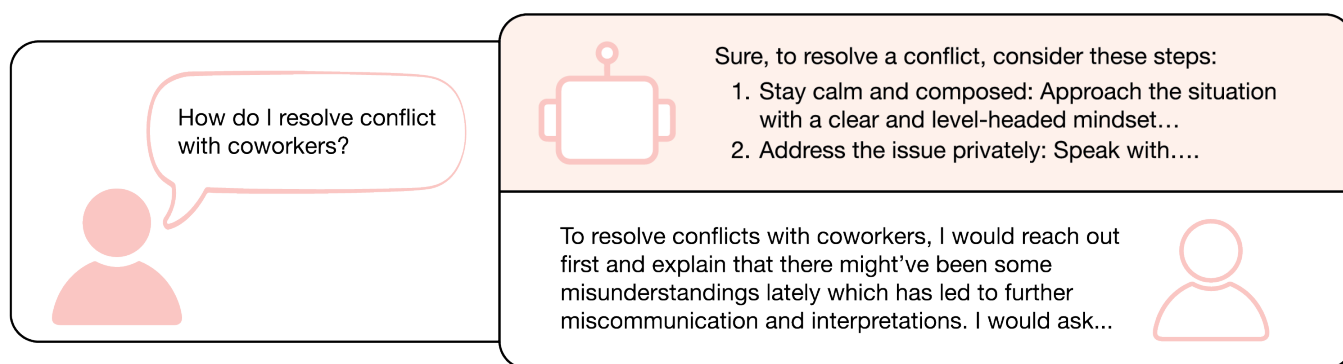 How do I resolve conflict
with coworkers?
Sure, to resolve a conflict, consider these steps:
1. Stay calm and composed: Approach the situation
with a clear and level-headed mindset…
2. Address the issue privately: Speak with….
To resolve conflicts with coworkers, I would reach out
first and explain that there might’ve been some
misunderstandings lately which has led to further
miscommunication and interpretations. I would ask...